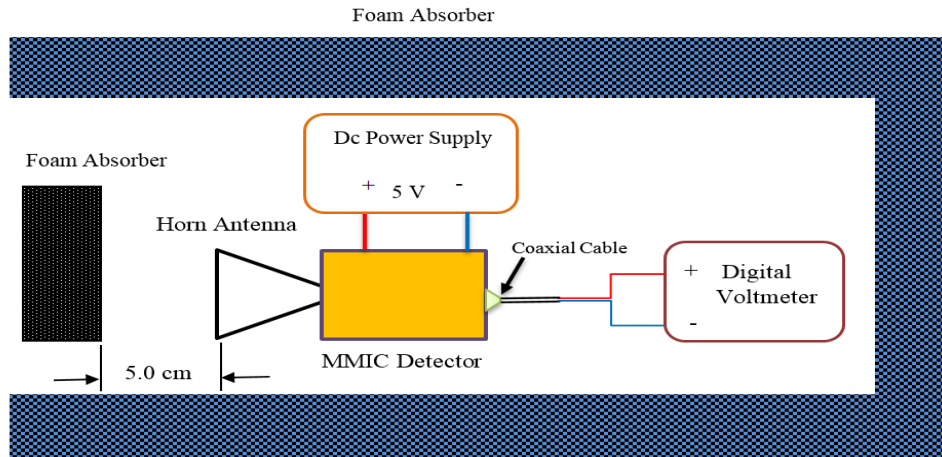 Foam Absorber
Foam Absorber
Dc Power Supply
+ 5 V -
Horn Antenna
Coaxial Cable
+ Digital
Voltmeter
-
MMIC Detector
5.0 cm